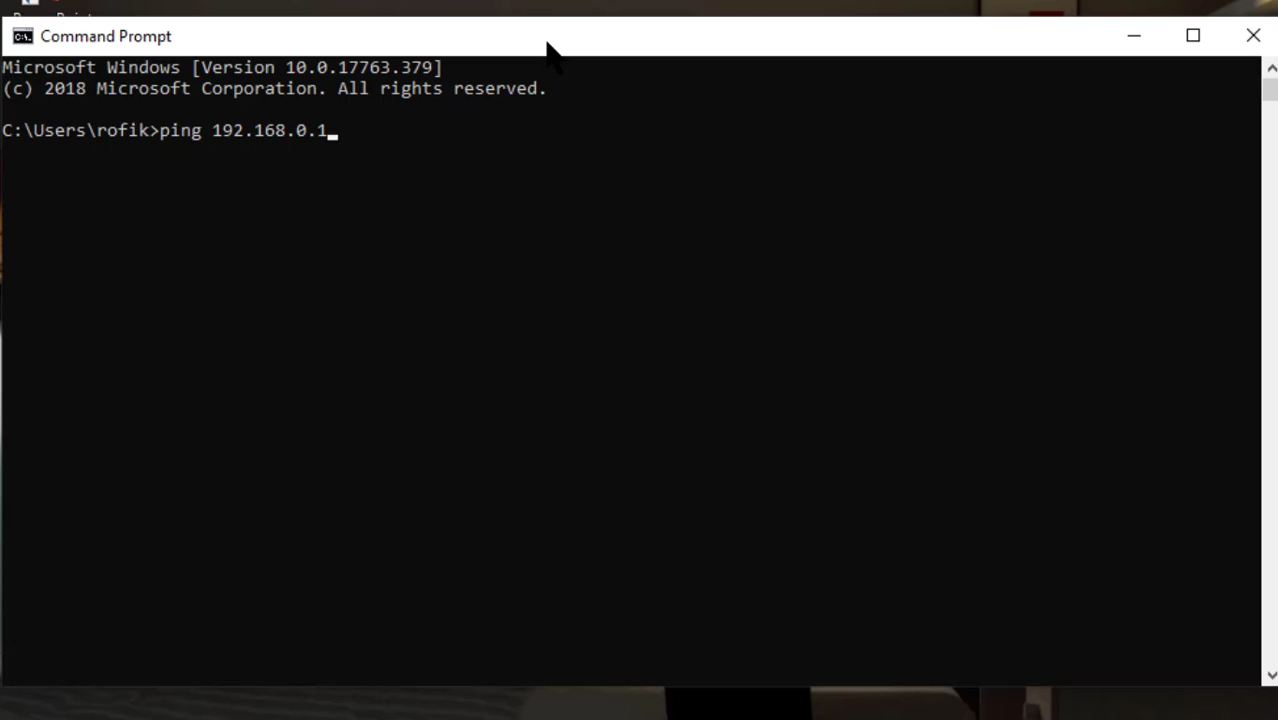 Command Prompt
Microsoft Windows [Version 10.0.17763.379]
(c) 2018 Microsoft Corporation. All rights reserved.
C:\Users\rofik>ping 192.168.0.1